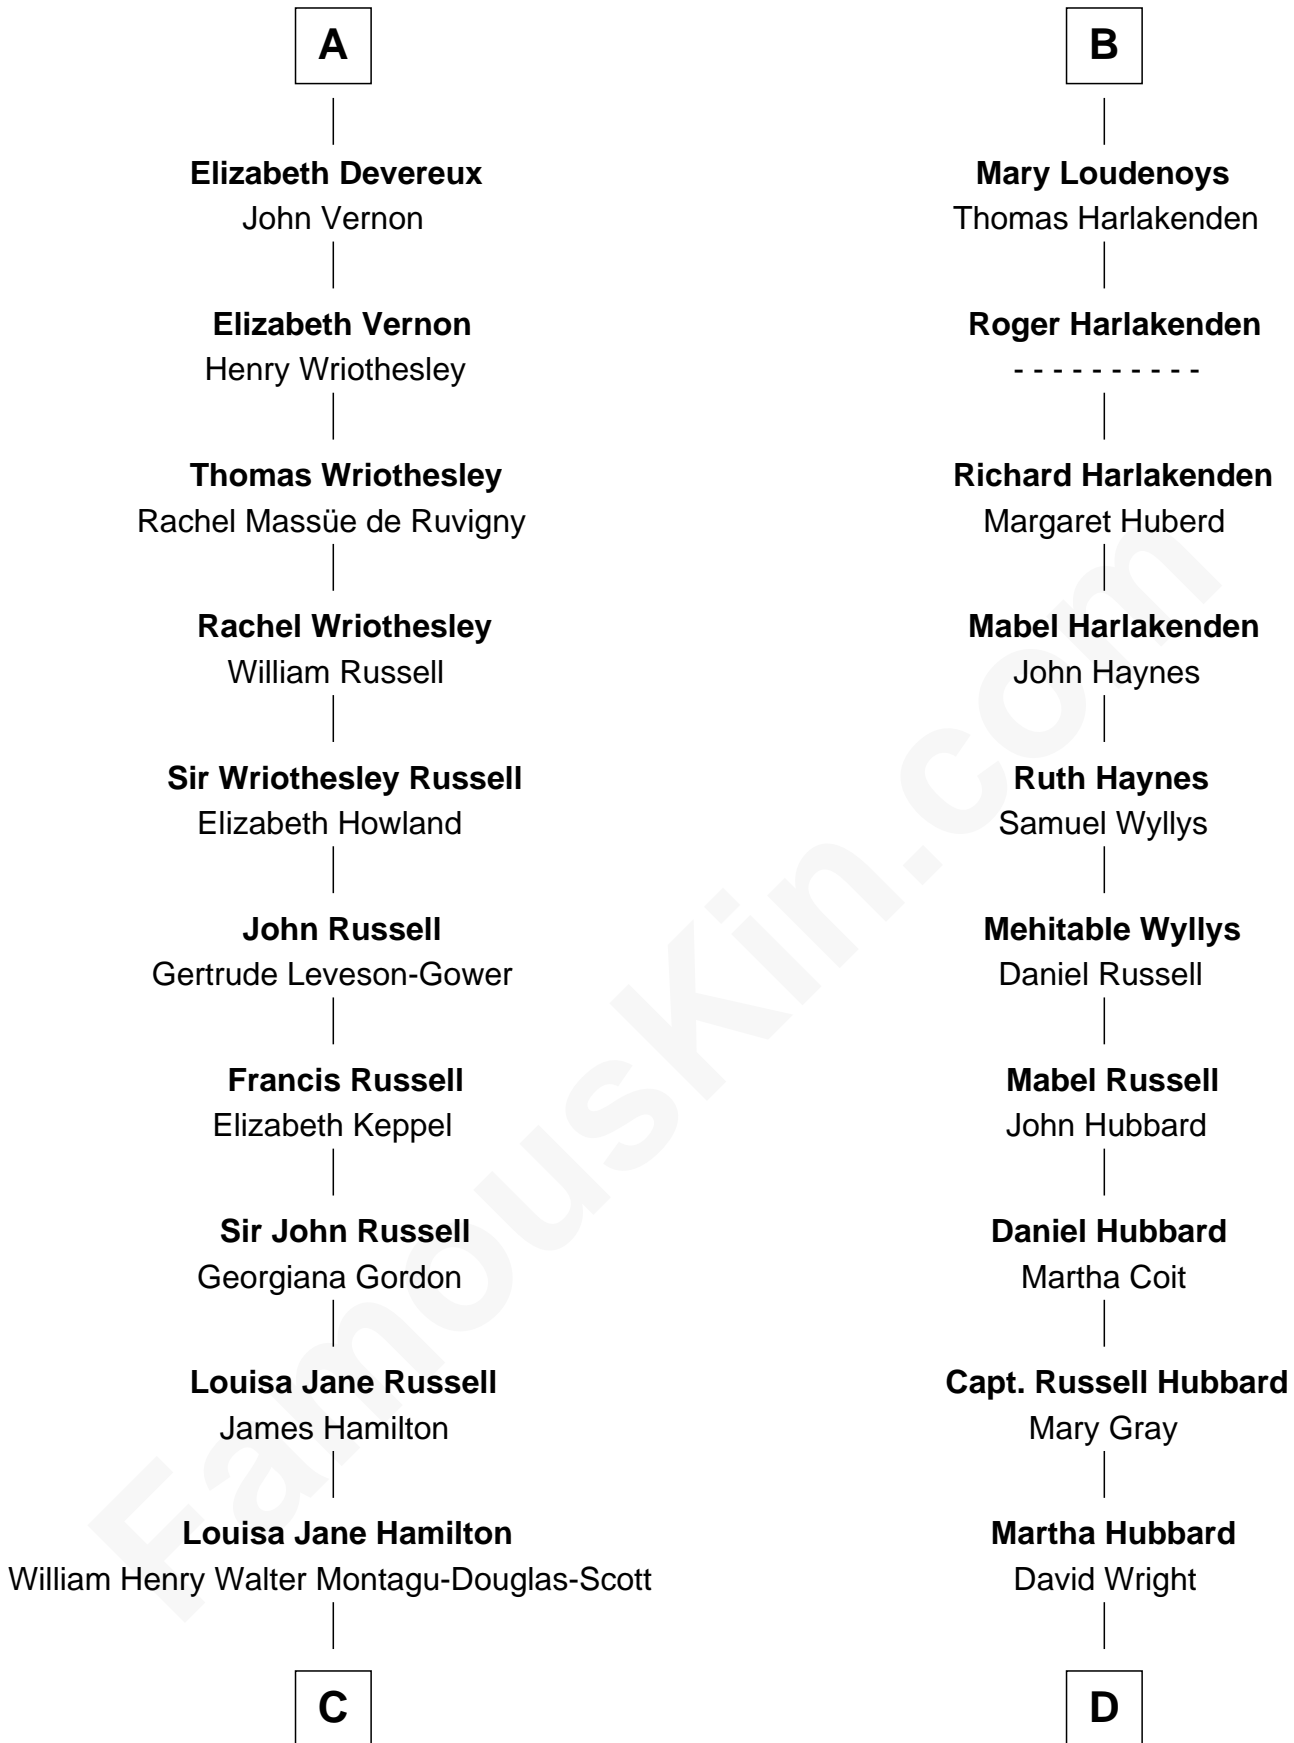 A
Elizabeth Devereux
John Vernon
Elizabeth Vernon
Henry Wriothesley
Thomas Wriothesley
Rachel Massüe de Ruvigny
Rachel Wriothesley
William Russell
Sir Wriothesley Russell
Elizabeth Howland
John Russell
Gertrude Leveson-Gower
Francis Russell
Elizabeth Keppel
Sir John Russell
Georgiana Gordon
Louisa Jane Russell
James Hamilton
Louisa Jane Hamilton
William Henry Walter Montagu-Douglas-Scott
C
B
Mary Loudenoys
Thomas Harlakenden
Roger Harlakenden
- - - - - - - - - -
Richard Harlakenden
Margaret Huberd
Mabel Harlakenden
John Haynes
Ruth Haynes
Samuel Wyllys
Mehitable Wyllys
Daniel Russell
Mabel Russell
John Hubbard
Daniel Hubbard
Martha Coit
Capt. Russell Hubbard
Mary Gray
Martha Hubbard
David Wright
D
FamousKin.com